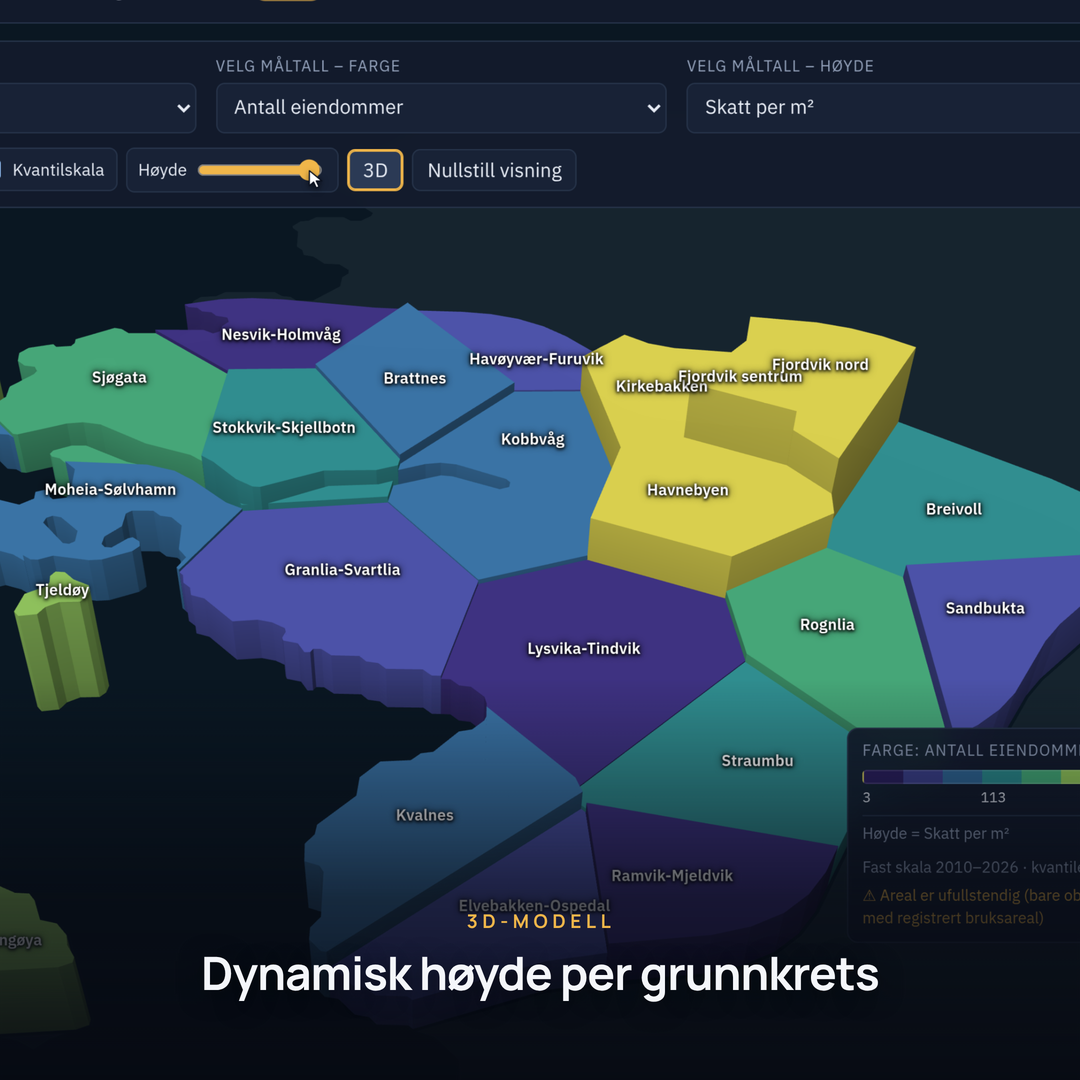 VELG MÅLTALL – FARGE
VELG MÅLTALL – HØYDE
Antall eiendommer
Skatt per m²
Kvantilskala
Høyde
3D
Nullstill visning
Nesvik-Holmvåg
Havøyvær-Furuvik
Fjordvik nord
Sjøgata
Brattnes
Fjordvik sentrum
Kirkebakken
Stokkvik-Skjellbotn
Kobbvåg
Moheia-Sølvhamn
Havnebyen
Breivoll
Granlia-Svartlia
Tjeldøy
Sandbukta
Rognlia
Lysvika-Tindvik
Straumbu
FARGE: ANTALL EIENDOMM
3
113
Kvalnes
Høyde = Skatt per m²
Fast skala 2010–2026 · kvantil
Ramvik-Mjeldvik
⚠ Areal er ufullstendig (bare ob
med registrert bruksareal)
Elvebakken-Ospedal
ngøya
3D-MODELL
Dynamisk høyde per grunnkrets